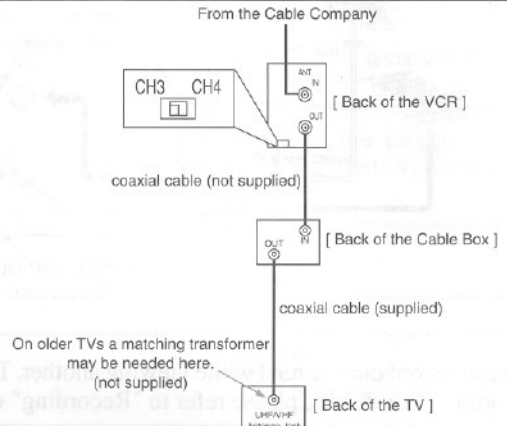 From the Cable Company
ANT
IN
CH3 CH4
[ Back of the VCR ]
OUT
coaxial cable (not supplied)
IN
[ Back of the Cable Box ]
OUT
coaxial cable (supplied)
On older TVs a matching transformer
may be needed here.
(not supplied)
[ Back of the TV ]
UHF/VHF